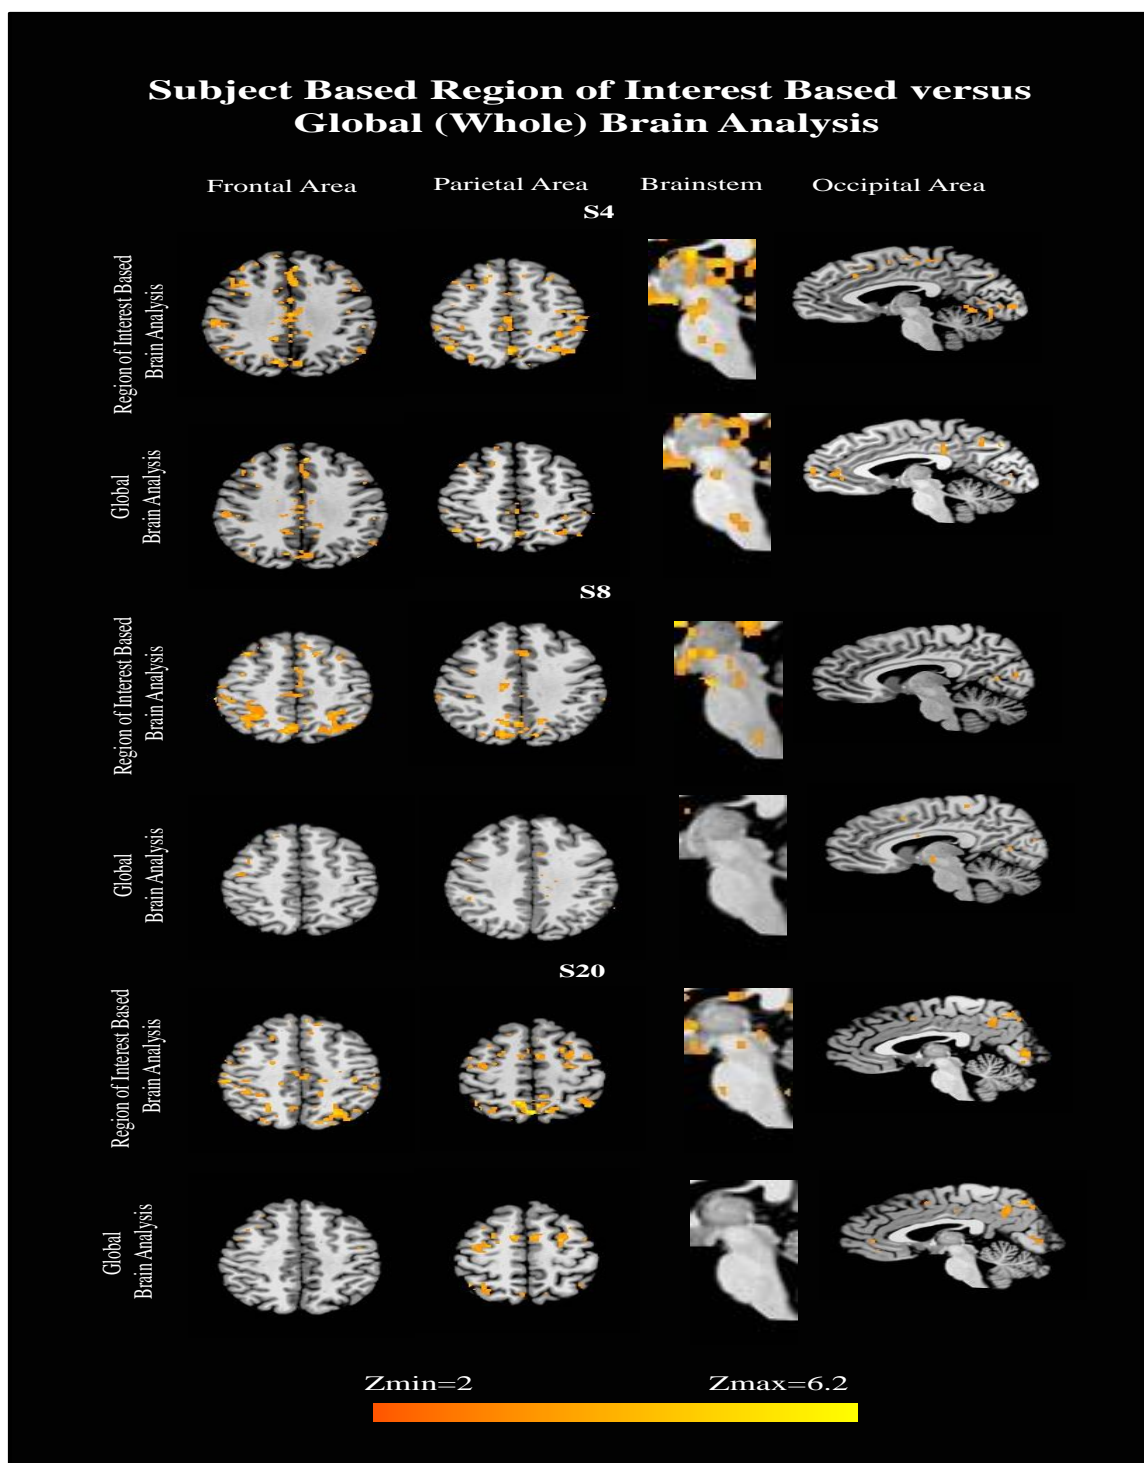 Subject Based Region of Interest Based versus
Global (Whole) Brain Analysis
Frontal Area Parietal Area Brainstem Occipital Area
S4
Region of Interest Based
Brain Analysis
Global
Brain Analysis
S8
Region of Interest Based
Brain Analysis
Global
Brain Analysis
S20
Region of Interest Based
Brain Analysis
Global
Brain Analysis
Zmin=2 Zmax=6.2